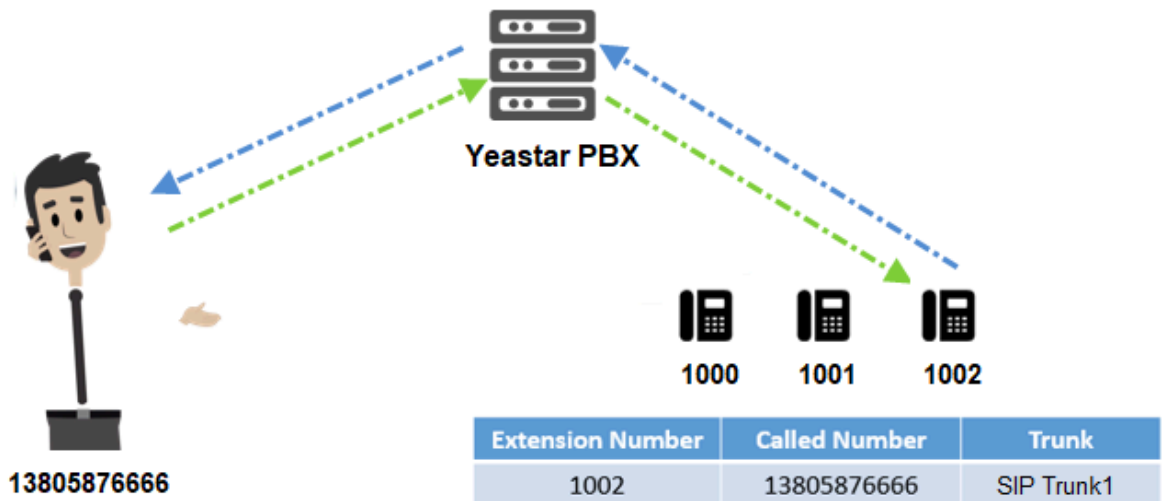 Yeastar PBX
1000 1001 1002
13805876666
Extension Number Called Number Trunk
1002 13805876666 SIP Trunk1